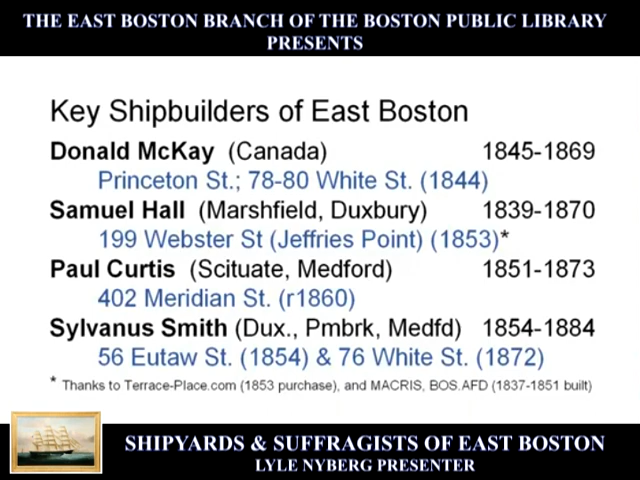 THE EAST BOSTON BRANCH OF THE BOSTON PUBLIC LIBRARY
PRESENTS
Key Shipbuilders of East Boston
Donald McKay (Canada) 1845-1869
Princeton St.; 78-80 White St. (1844)
Samuel Hall (Marshfield, Duxbury) 1839-1870
199 Webster St (Jeffries Point) (1853)*
Paul Curtis (Scituate, Medford) 1851-1873
402 Meridian St. (r1860)
Sylvanus Smith (Dux., Pmbrk, Medfd) 1854-1884
56 Eutaw St. (1854) & 76 White St. (1872)
* Thanks to Terrace-Place.com (1853 purchase), and MACRIS, BOS.AFD (1837-1851 built)
SHIPYARDS & SUFFRAGISTS OF EAST BOSTON
LYLE NYBERG PRESENTER